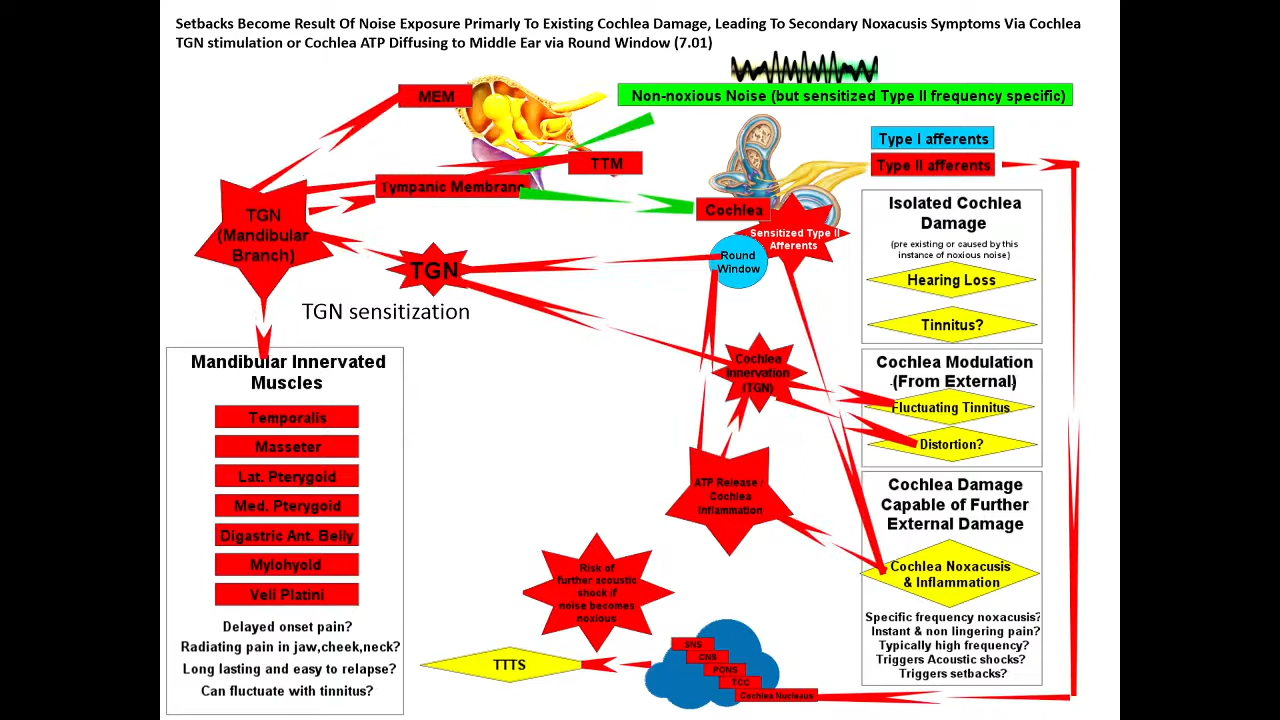 Setbacks Become Result Of Noise Exposure Primarly To Existing Cochlea Damage, Leading To Secondary Noxacusis Symptoms Via Cochlea
TGN stimulation or Cochlea ATP Diffusing to Middle Ear via Round Window (7.01)
MEM
Non-noxious Noise (but sensitized Type II frequency specific)
Type I afferents
TTM
Type II afferents
Tympanic Membrane
Cochlea
TGN
(Mandibular
Branch)
Sensitized Type II
Afferents
Round
Window
TGN
TGN sensitization
Isolated Cochlea
Damage
(pre existing or caused by this
instance of noxious noise)
Hearing Loss
Tinnitus?
Mandibular Innervated
Muscles
Temporalis
Masseter
Lat. Pterygoid
Med. Pterygoid
Digastric Ant. Belly
Mylohyoid
Veli Platini
Delayed onset pain?
Radiating pain in jaw,cheek,neck?
Long lasting and easy to relapse?
Can fluctuate with tinnitus?
Cochlea
Innervation
(TGN)
Cochlea Modulation
(From External)
Fluctuating Tinnitus
Distortion?
ATP Release /
Cochlea
Inflammation
Cochlea Damage
Capable of Further
External Damage
Cochlea Noxacusis
& Inflammation
Specific frequency noxacusis?
Instant & non lingering pain?
Typically high frequency?
Triggers Acoustic shocks?
Triggers setbacks?
Risk of
further acoustic
shock if
noise becomes
noxious
TTTS
SNS
CNS
PONS
TCC
Cochlea Nucleus